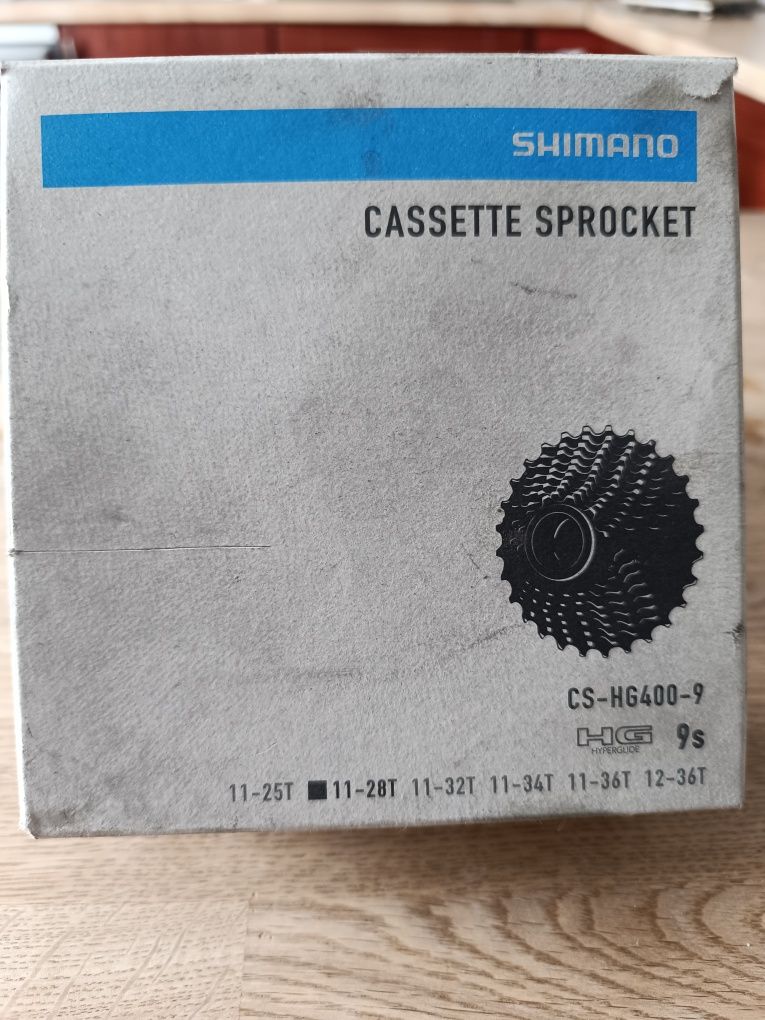 SHIMANO
CASSETTE SPROCKET
CS-HG400-9
HG 9s
HYPERGLIDE
11-25T ■11-28T 11-32T 11-34T 11-36T 12-36T